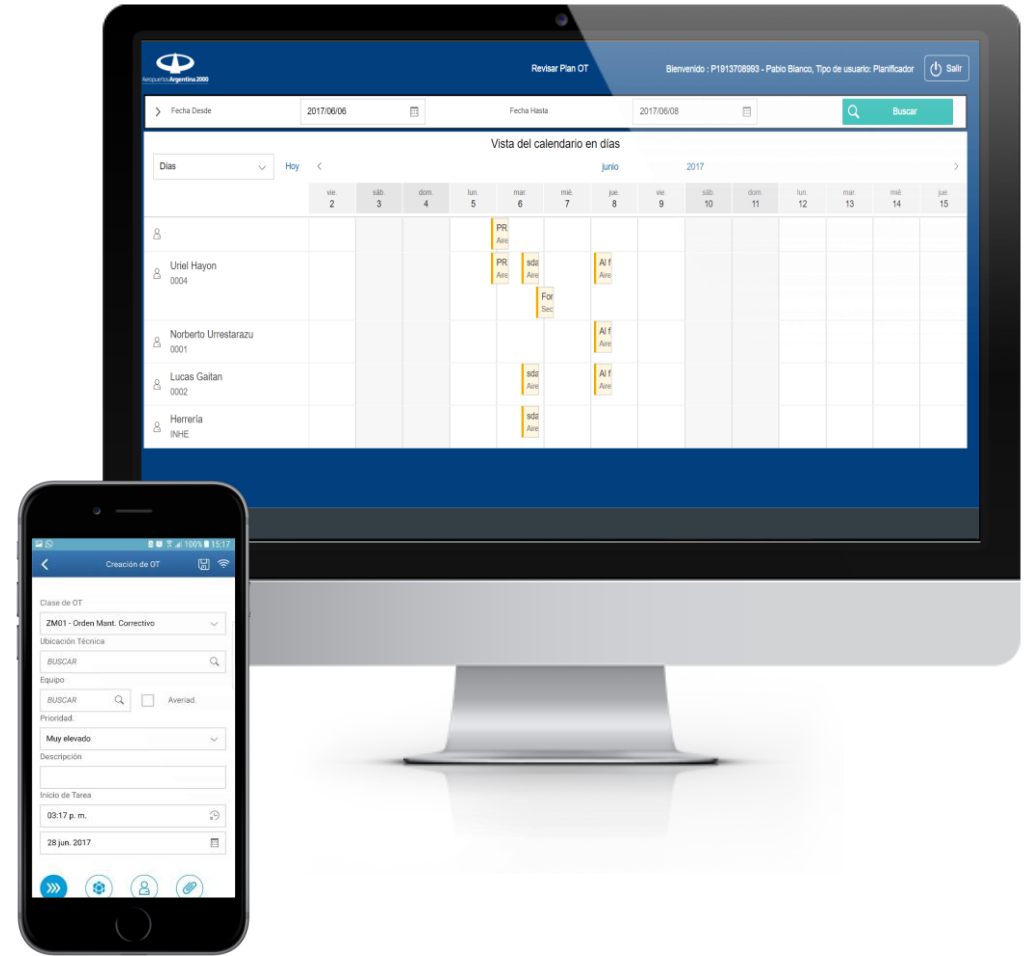 Aeropuertos Argentina 2000
Revisar Plan OT
Bienvenido : P1913708993 - Pablo Blanco, Tipo de usuario: Planificador
Salir
Fecha Desde
2017/06/06
Fecha Hasta
2017/06/08
Buscar
Vista del calendario en días
Días
Hoy
junio
2017
vie. sáb. dom. lun. mar. mié. jue. vie. sáb. dom. lun. mar. mié. jue.
2 3 4 5 6 7 8 9 10 11 12 13 14 15
PR
Aire
Uriel Hayon
0004
PR sda Al f
Aire Aire Aire
For
Sec
Norberto Urrestarazu
0001
Al f
Aire
Lucas Gaitan
0002
sda Al f
Aire Aire
Herrería
INHE
sda
Aire
100% 15:17
Creación de OT
Clase de OT
ZM01 - Orden Mant. Correctivo
Ubicación Técnica
BUSCAR
Equipo
BUSCAR
Averiad.
Prioridad.
Muy elevado
Descripción
Inicio de Tarea
03:17 p. m.
28 jun. 2017